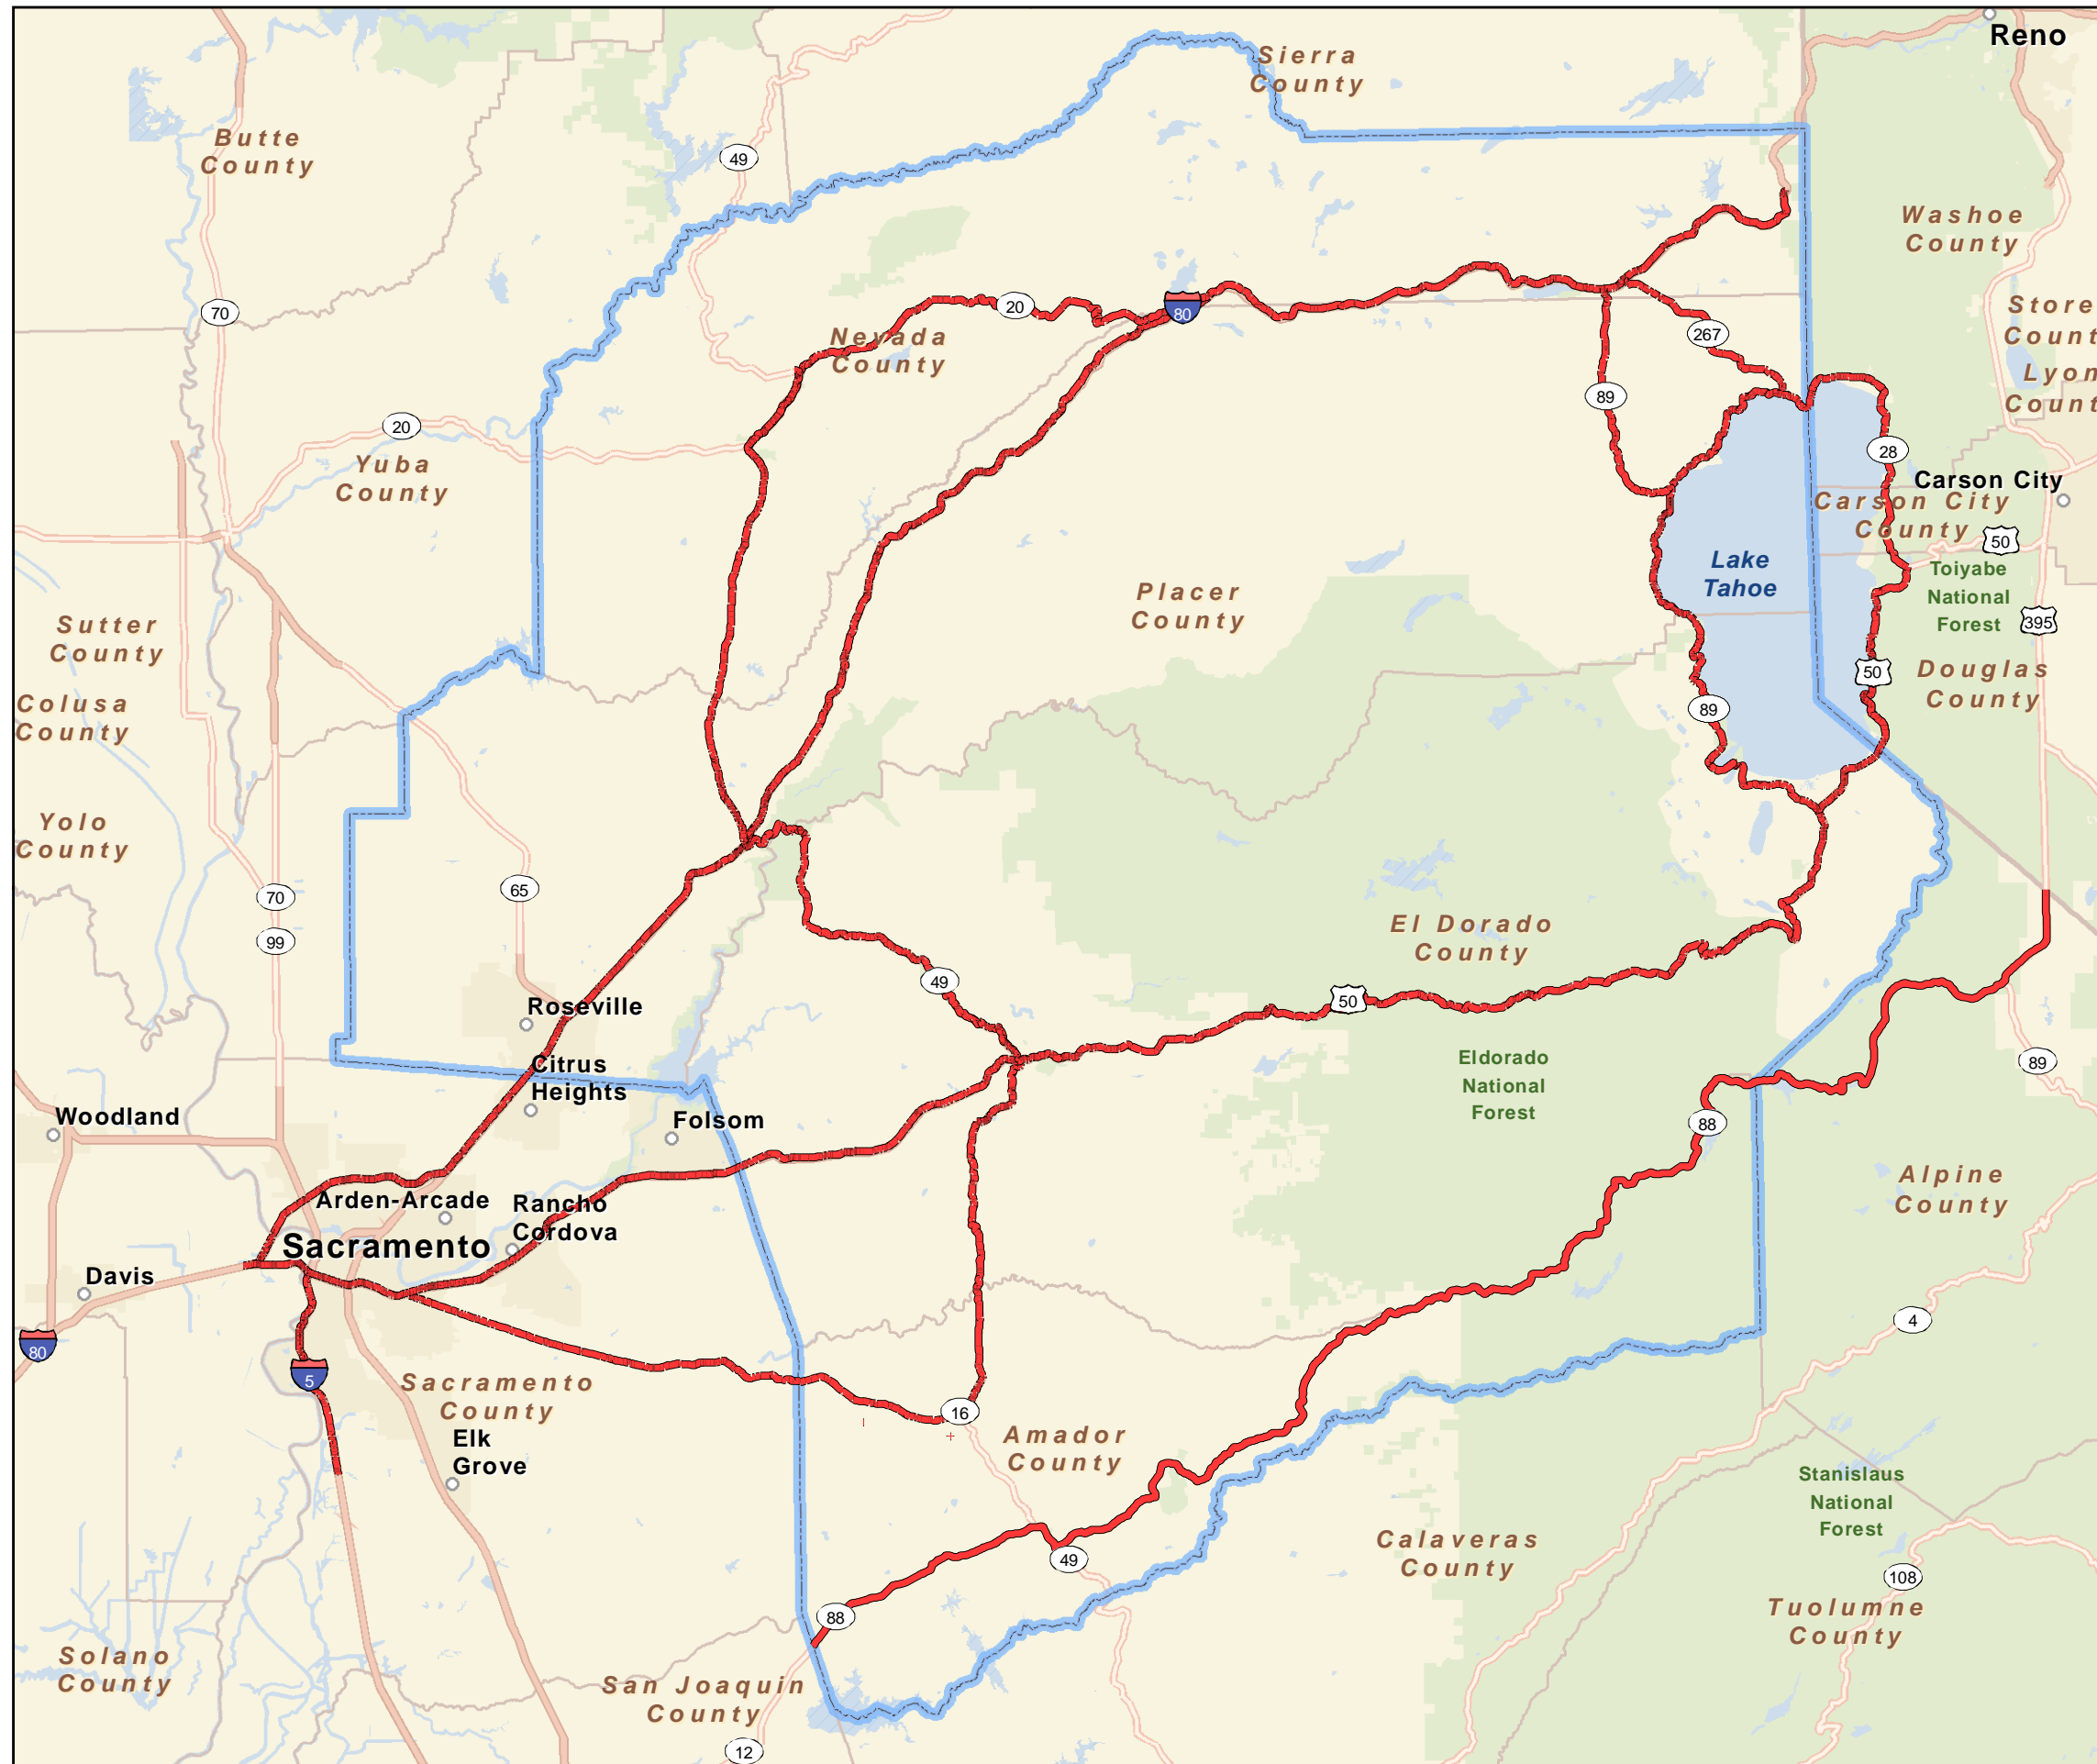 Reno
Sierra
County
Butte
County
49
Washoe
County
70
20
80
Store
Count
Nevada
County
267
Lyon
Count
89
20
28
Yuba
County
Carson City
Carson City
County
50
Lake
Tahoe
Toiyabe
National
Forest
Placer
County
395
Sutter
County
50
Douglas
County
Colusa
County
89
Yolo
County
65
70
El Dorado
County
99
49
50
Roseville
Citrus
Heights
Eldorado
National
Forest
89
Woodland
Folsom
88
Alpine
County
Arden-Arcade
Rancho
Cordova
Sacramento
Davis
4
80
5
Sacramento
County
16
Amador
County
Elk
Grove
Stanislaus
National
Forest
Calaveras
County
49
108
88
Tuolumne
County
Solano
County
San Joaquin
County
12